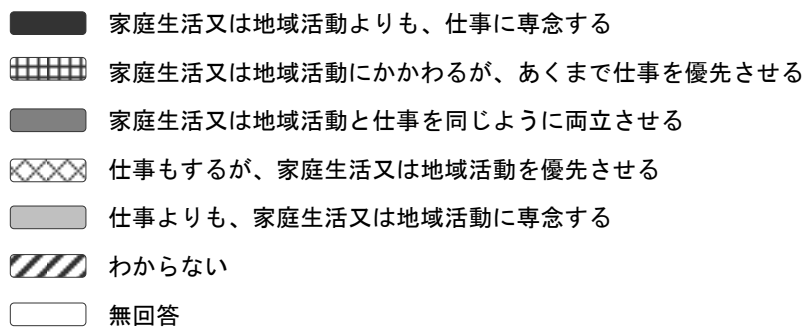 家庭生活又は地域活動よりも、仕事に専念する
家庭生活又は地域活動にかかわるが、あくまで仕事を優先させる
家庭生活又は地域活動と仕事を同じように両立させる
仕事もするが、家庭生活又は地域活動を優先させる
仕事よりも、家庭生活又は地域活動に専念する
わからない
無回答